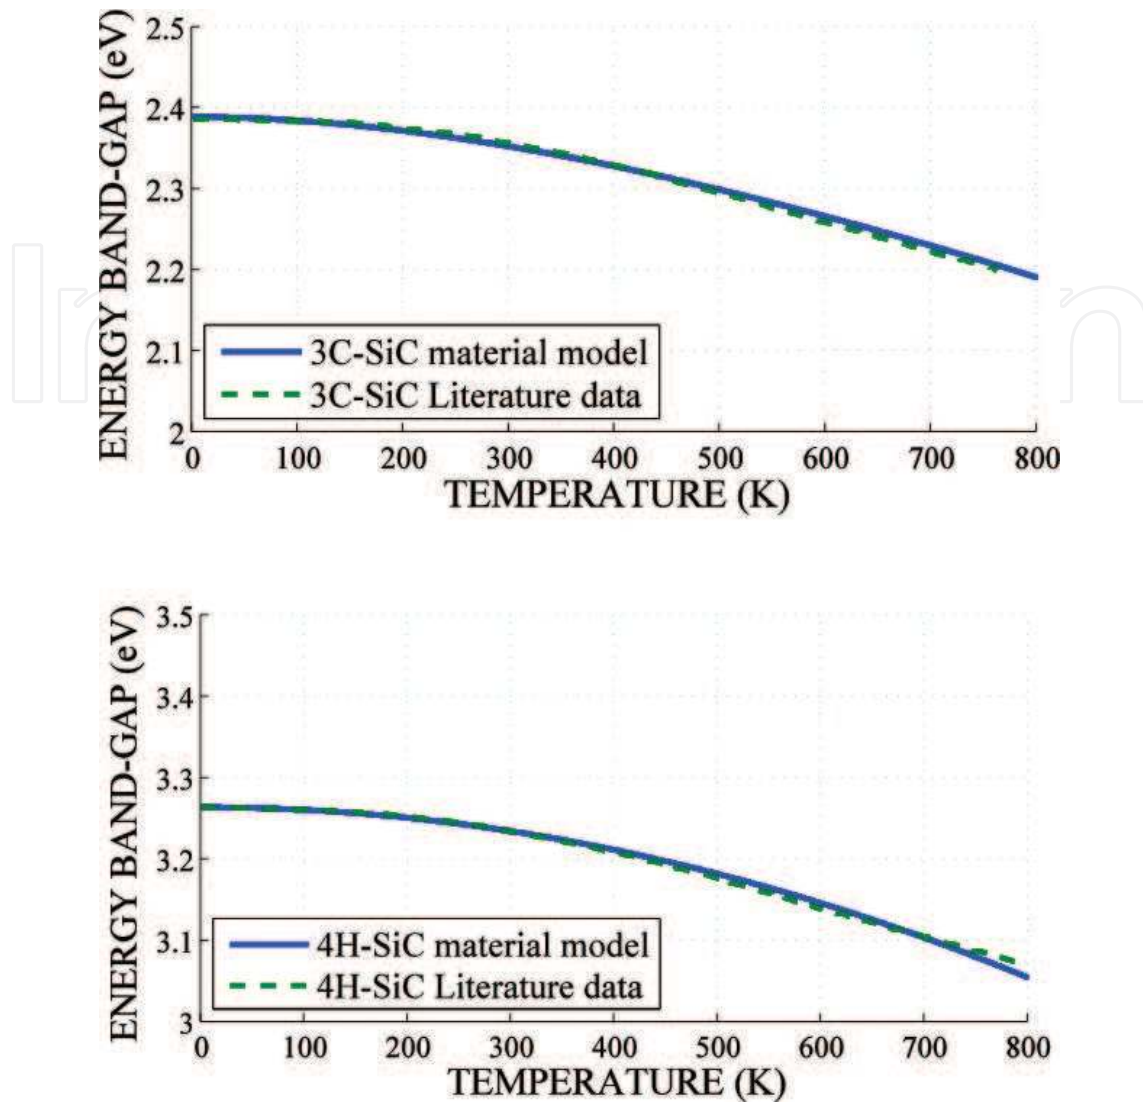 ENERGY BAND-GAP (eV)
2.5
2.4
2.3
2.2
2.1
2
3C-SiC material model
3C-SiC Literature data
0 100 200 300 400 500 600 700 800
TEMPERATURE (K)
ENERGY BAND-GAP (eV)
3.5
3.4
3.3
3.2
3.1
3
4H-SiC material model
4H-SiC Literature data
0 100 200 300 400 500 600 700 800
TEMPERATURE (K)